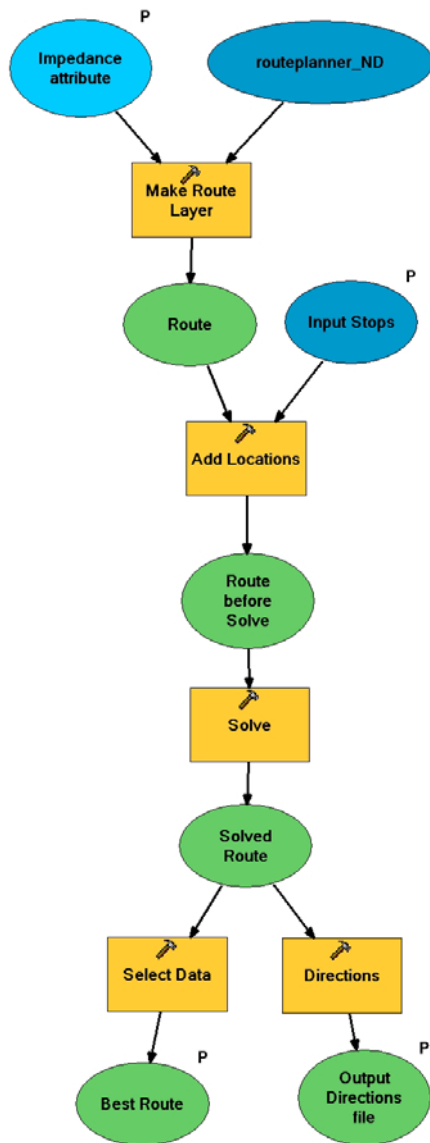 P
Impedance
attribute
routeplanner_ND
Make Route
Layer
P
Route
Input Stops
Add Locations
Route
before
Solve
Solve
Solved
Route
Select Data
Directions
P
P
Best Route
Output
Directions
file